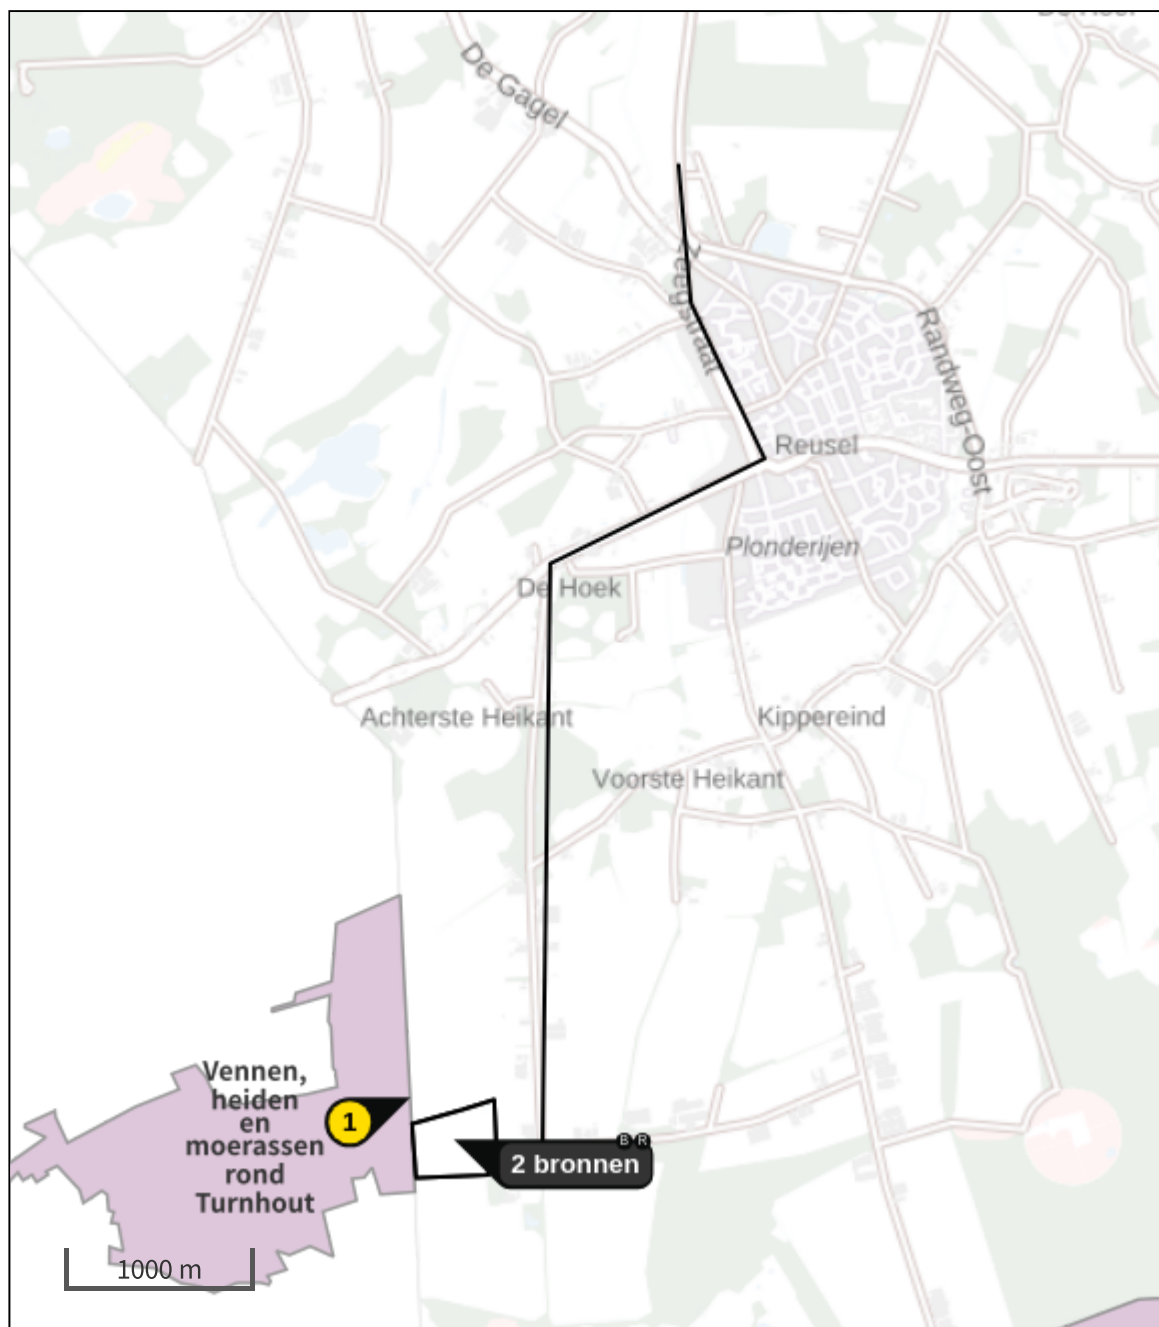 De Gagel
Zeegstraat
Randweg-Oost
Reusel
Plonderijen
De Hoek
Achterste Heikant
Kippereind
Voorste Heikant
Vennen,
heiden
en
moerassen
rond
Turnhout
1
B R
2 bronnen
1000 m